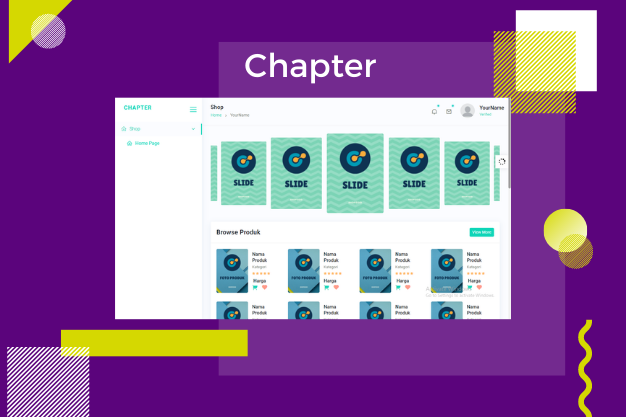 Chapter
CHAPTER
Shop
Home > YourName
YourName
Shop
Home Page
SLIDE
SLIDE
SLIDE
SLIDE
SLIDE
Browse Produk
View More
FOTO PRODUK
Nama
Produk
Kategori
Harga
FOTO PRODUK
Nama
Produk
Kategori
Harga
FOTO PRODUK
Nama
Produk
Kategori
Harga
FOTO PRODUK
Nama
Produk
Kategori
Harga
Go to Settings to activate Windows.
Nama
Produk
Nama
Produk
Nama
Produk
Nama
Produk